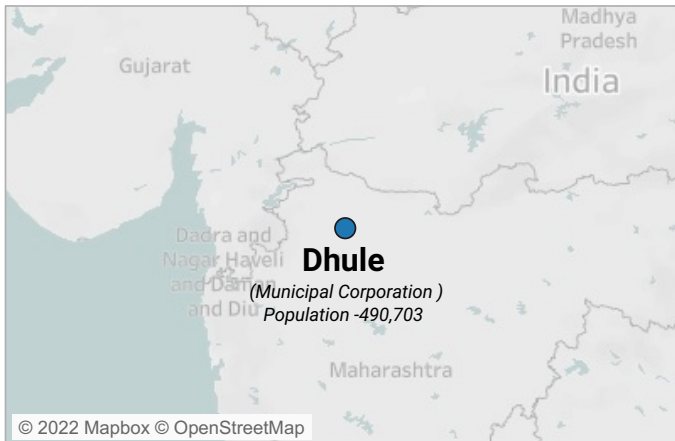 Madhya
Pradesh
Gujarat
India
Dadra and
Nagar Haveli
and Daman
and Diu
Dhule
(Municipal Corporation )
Population -490,703
Maharashtra
© 2022 Mapbox © OpenStreetMap